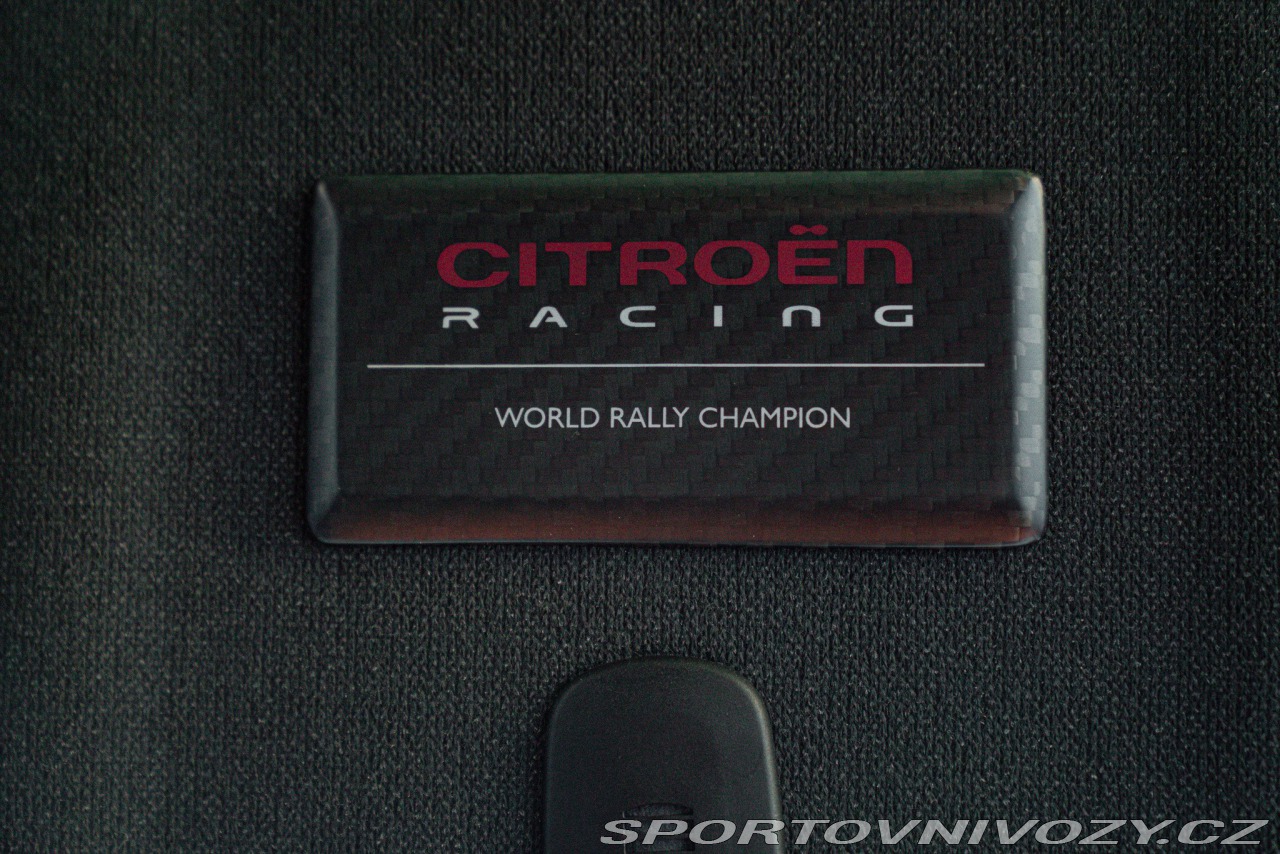 CITROËN
RACING
WORLD RALLY CHAMPION
SPORTOVNIVOZY.CZ